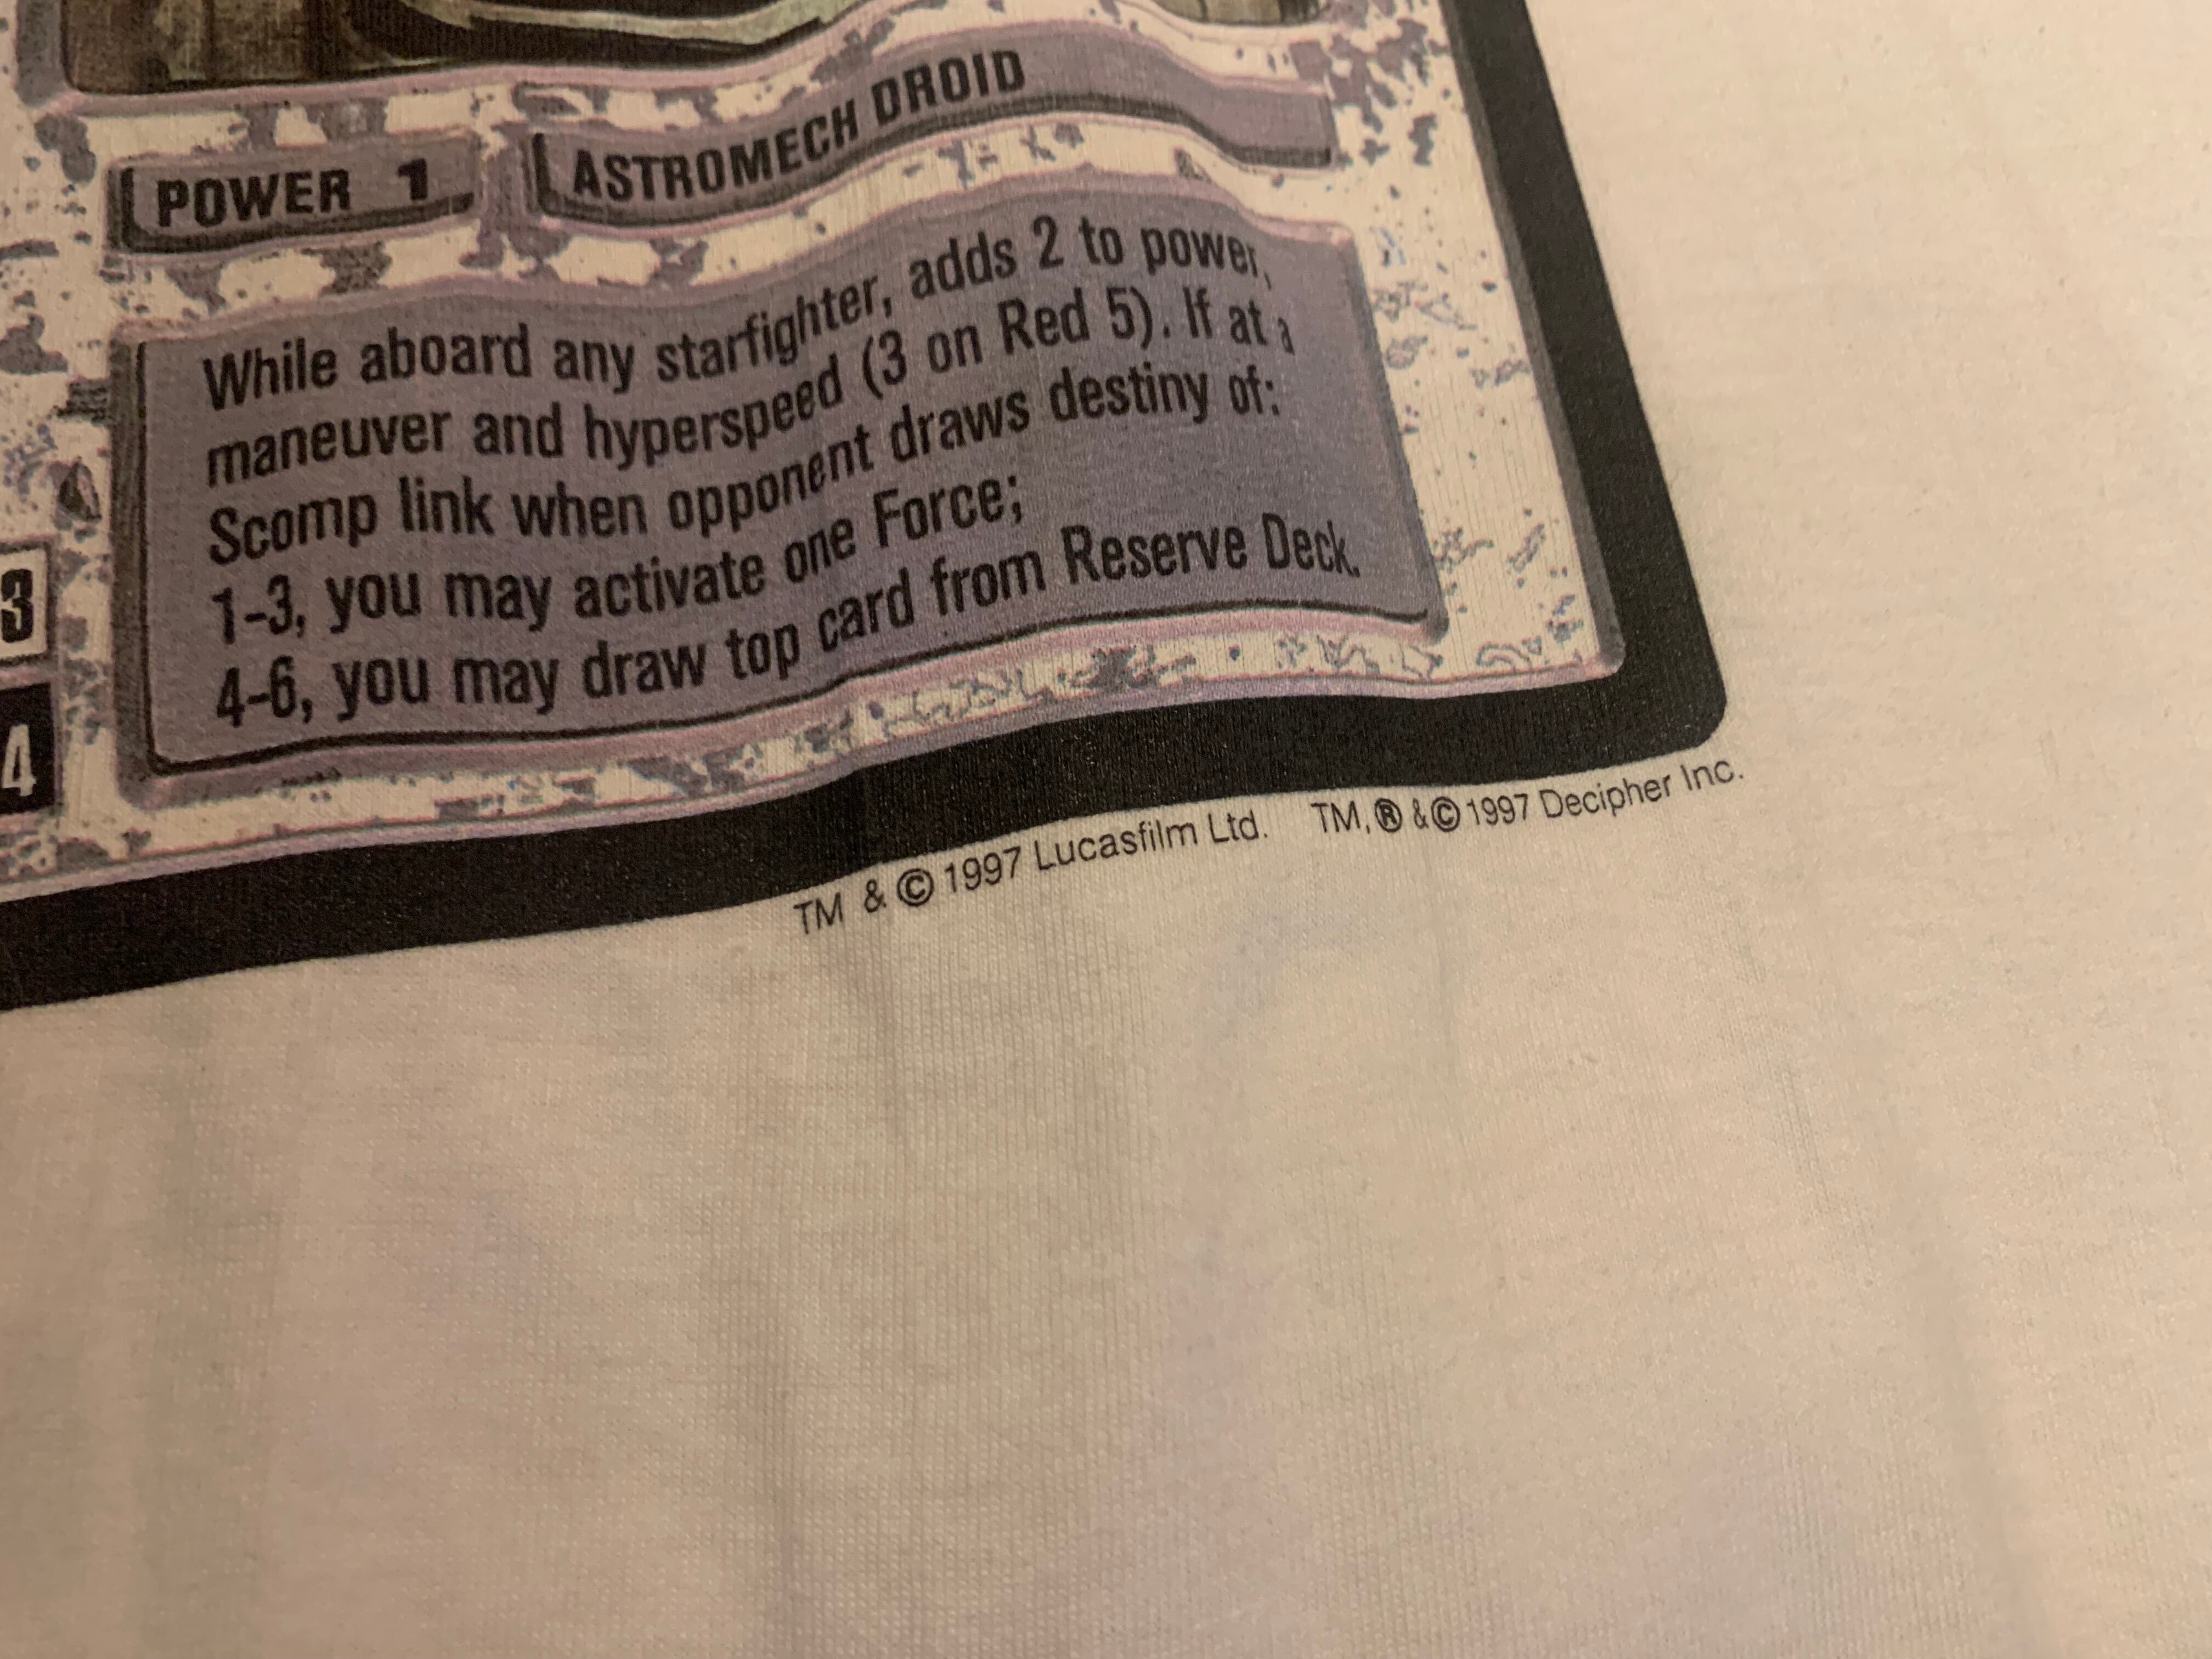 POWER 1
ASTROMECH DROID
While aboard any starfighter, adds 2 to power,
maneuver and hyperspeed (3 on Red 5). If at a
Scomp link when opponent draws destiny of:
1-3, you may activate one Force;
4-6, you may draw top card from Reserve Deck.
3
4
TM & © 1997 Lucasfilm Ltd. TM, ® & © 1997 Decipher Inc.